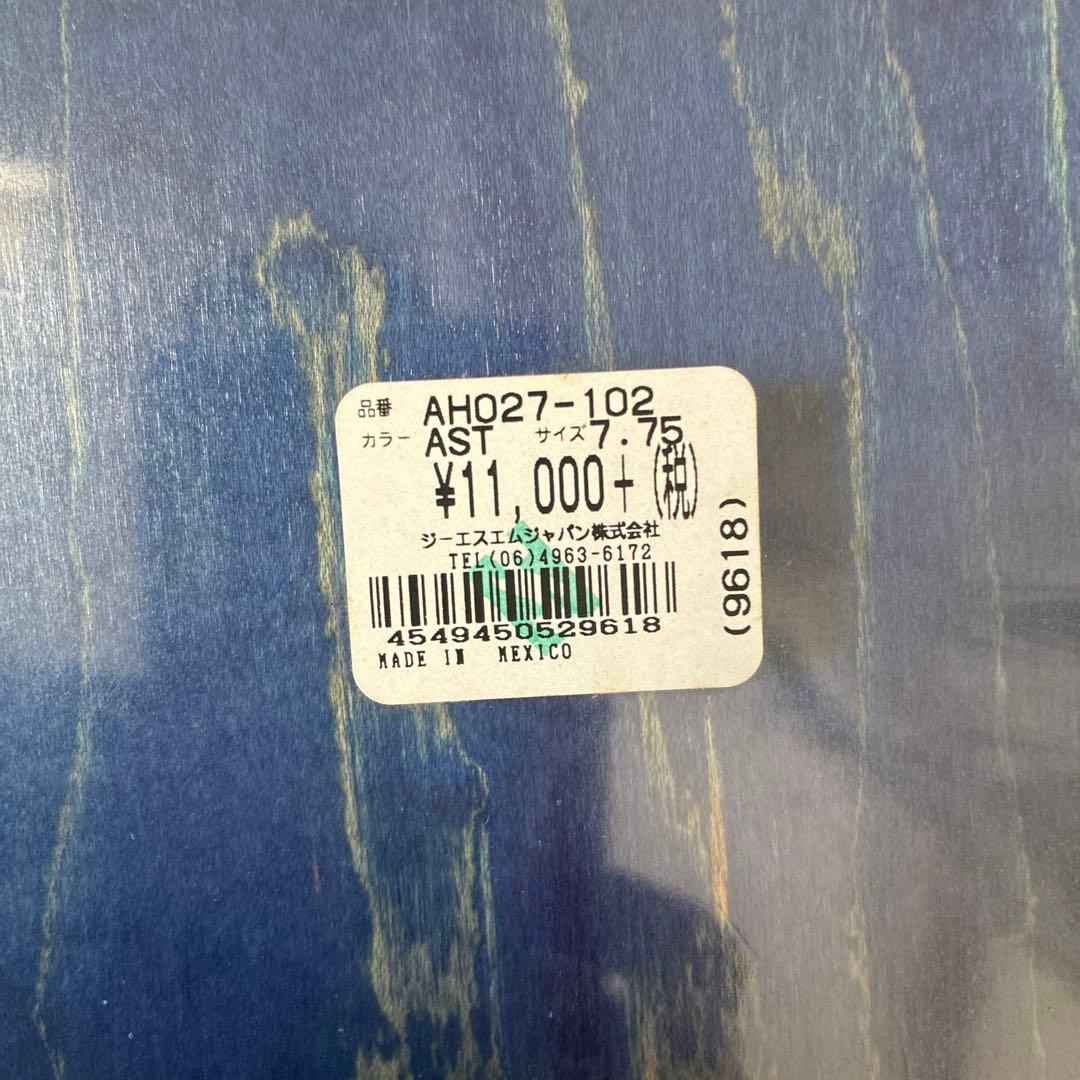 品番 AH027-102
カラー AST サイズ 7.75
¥11,000+(税)
ジーエスエムジャパン株式会社
TEL(06)4963-6172
4549450529618
MADE IN MEXICO
(9618)